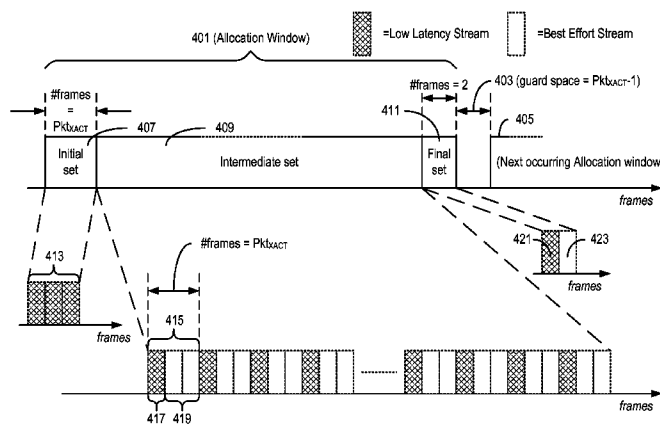 =Low Latency Stream
=Best Effort Stream
401 (Allocation Window)
#frames
=
PktXACT
#frames = 2
403 (guard space = PktXACT-1)
411
405
407
409
Initial
set
Intermediate set
Final
set
(Next occurring Allocation window)
frames
413
#frames = PktXACT
421
423
frames
frames
415
417
419
frames